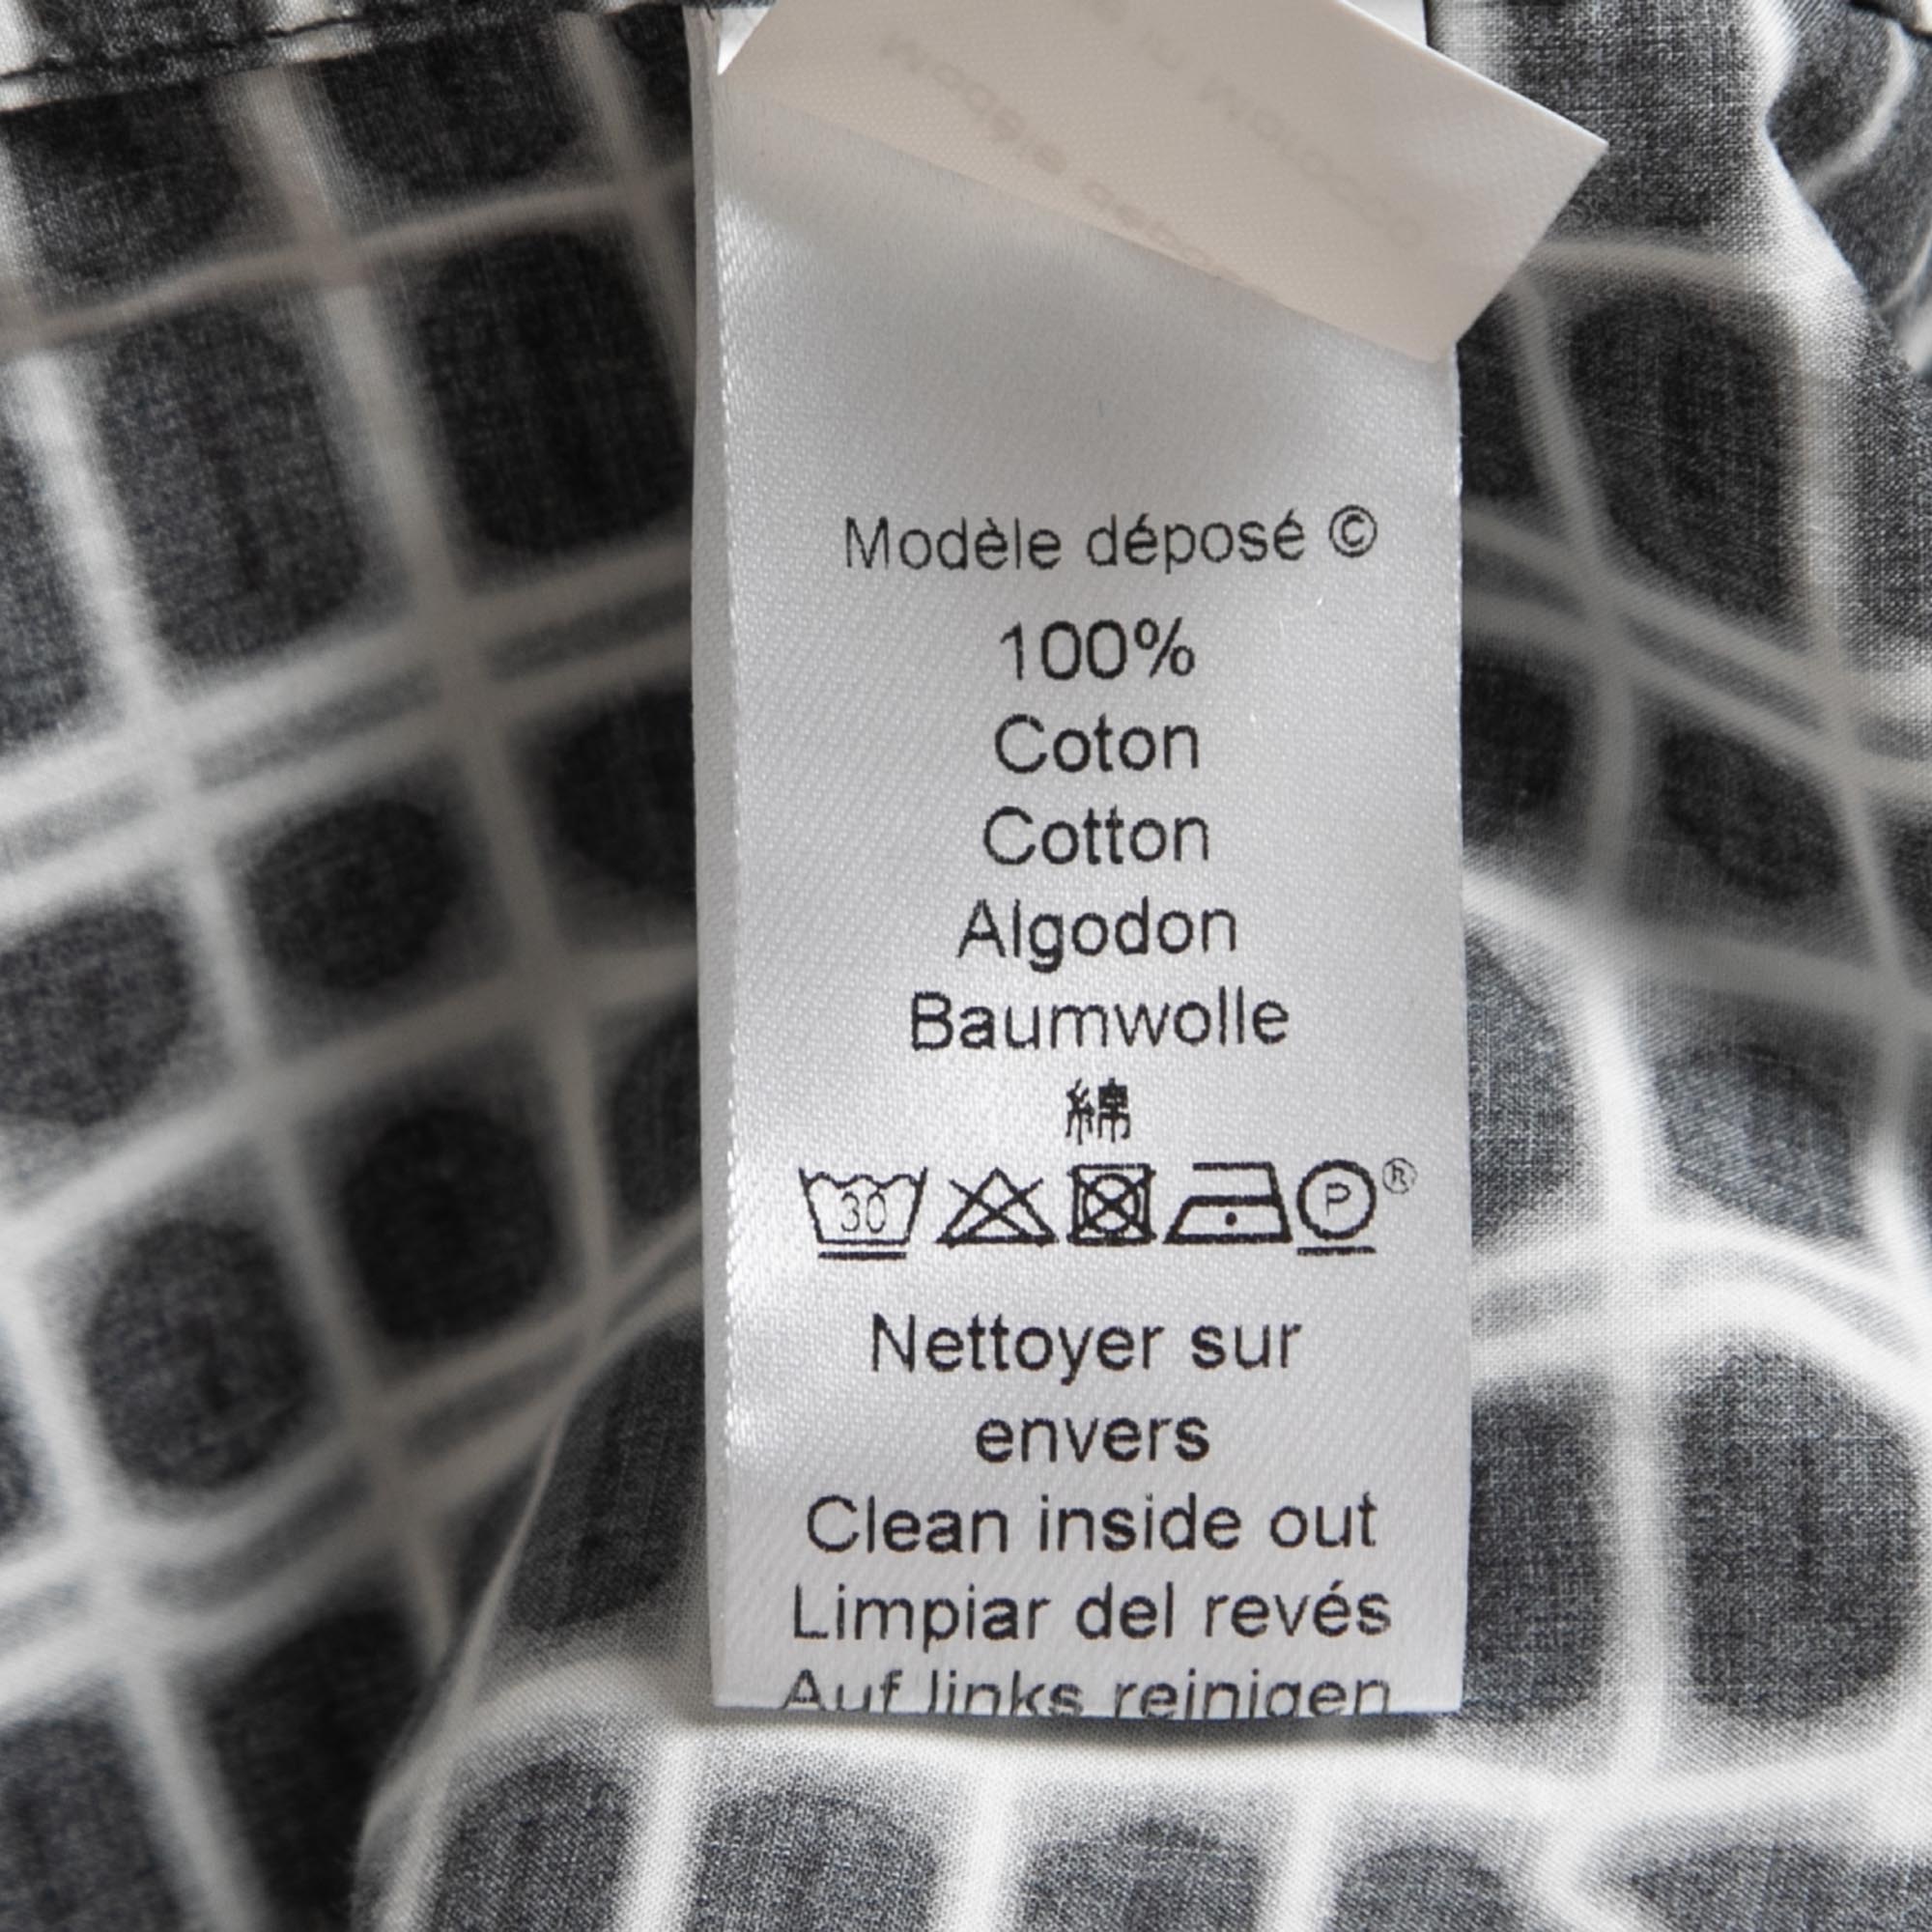 Modèle déposé ©
100%
Coton
Cotton
Algodon
Baumwolle
綿
30 P ®
Nettoyer sur
envers
Clean inside out
Limpiar del revés
Auf links reinigen